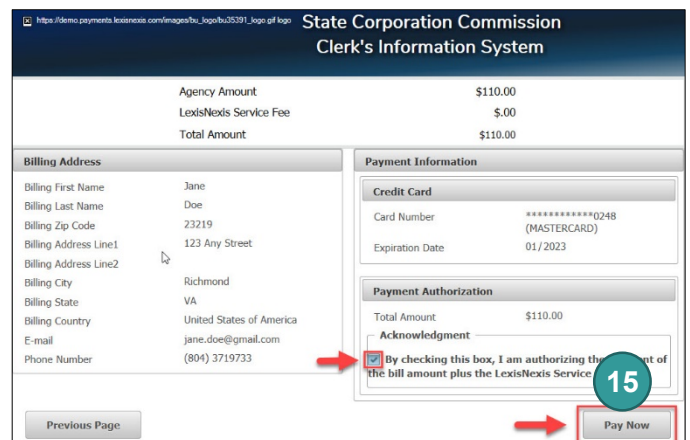 https://demo.payments.lexisnexis.com/images/bu_logo/bu35391_logo.gif logo
State Corporation Commission
Clerk's Information System
Agency Amount $110.00
LexisNexis Service Fee $.00
Total Amount $110.00
Billing Address
Billing First Name Jane
Billing Last Name Doe
Billing Zip Code 23219
Billing Address Line1 123 Any Street
Billing Address Line2
Billing City Richmond
Billing State VA
Billing Country United States of America
E-mail jane.doe@gmail.com
Phone Number (804) 3719733
Payment Information
Credit Card
Card Number ************0248
(MASTERCARD)
Expiration Date 01/2023
Payment Authorization
Total Amount $110.00
Acknowledgment
By checking this box, I am authorizing the of
the bill amount plus the LexisNexis Service
15
Previous Page
Pay Now